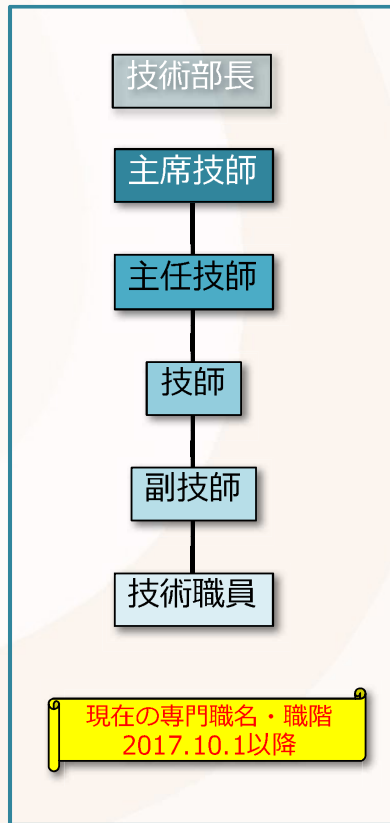 技術部長
主席技師
主任技師
技師
副技師
技術職員
現在の専門職名・職階
2017.10.1以降